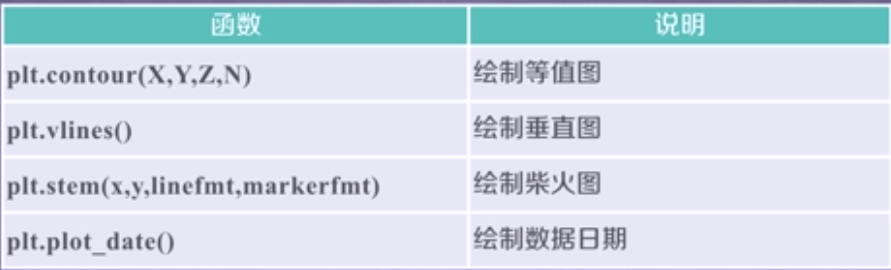 函数 说明
plt.contour(X,Y,Z,N) 绘制等值图
plt.vlines() 绘制垂直图
plt.stem(x,y,linefmt,markerfmt) 绘制柴火图
plt.plot_date() 绘制数据日期